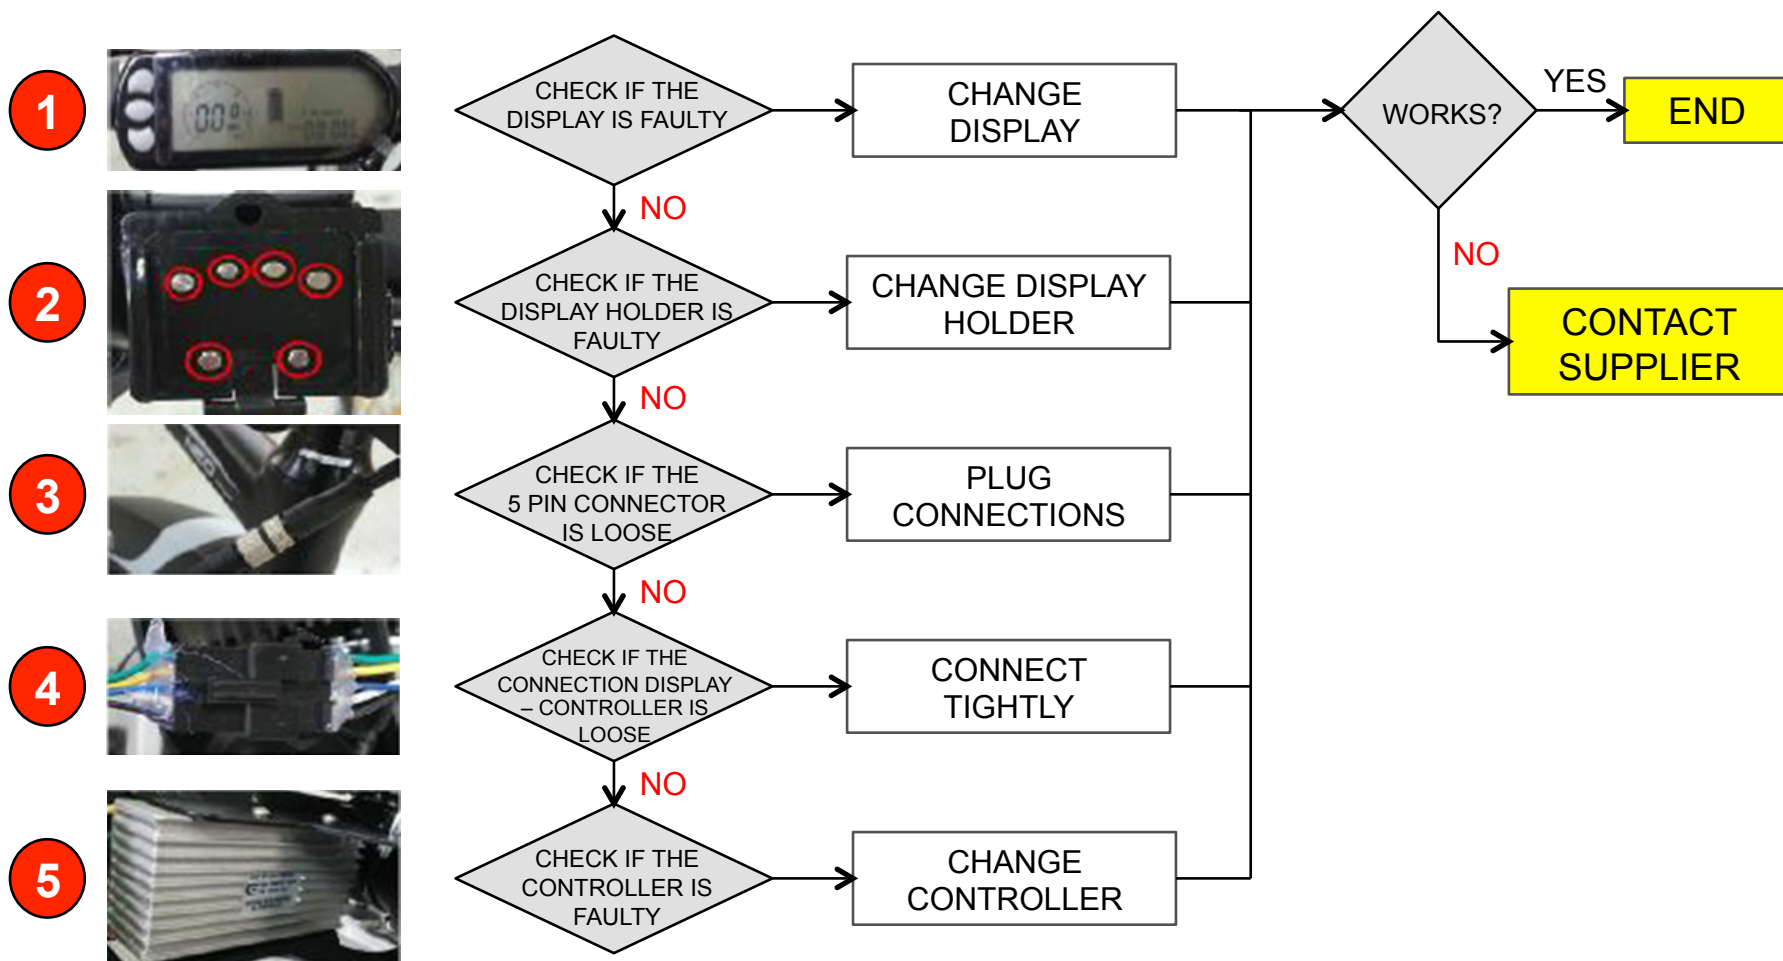 1
CHECK IF THE
DISPLAY IS FAULTY
CHANGE
DISPLAY
WORKS?
YES
END
NO
NO
CONTACT
SUPPLIER
2
CHECK IF THE
DISPLAY HOLDER IS
FAULTY
CHANGE DISPLAY
HOLDER
NO
3
CHECK IF THE
5 PIN CONNECTOR
IS LOOSE
PLUG
CONNECTIONS
NO
4
CHECK IF THE
CONNECTION DISPLAY
– CONTROLLER IS
LOOSE
CONNECT
TIGHTLY
NO
5
CHECK IF THE
CONTROLLER IS
FAULTY
CHANGE
CONTROLLER